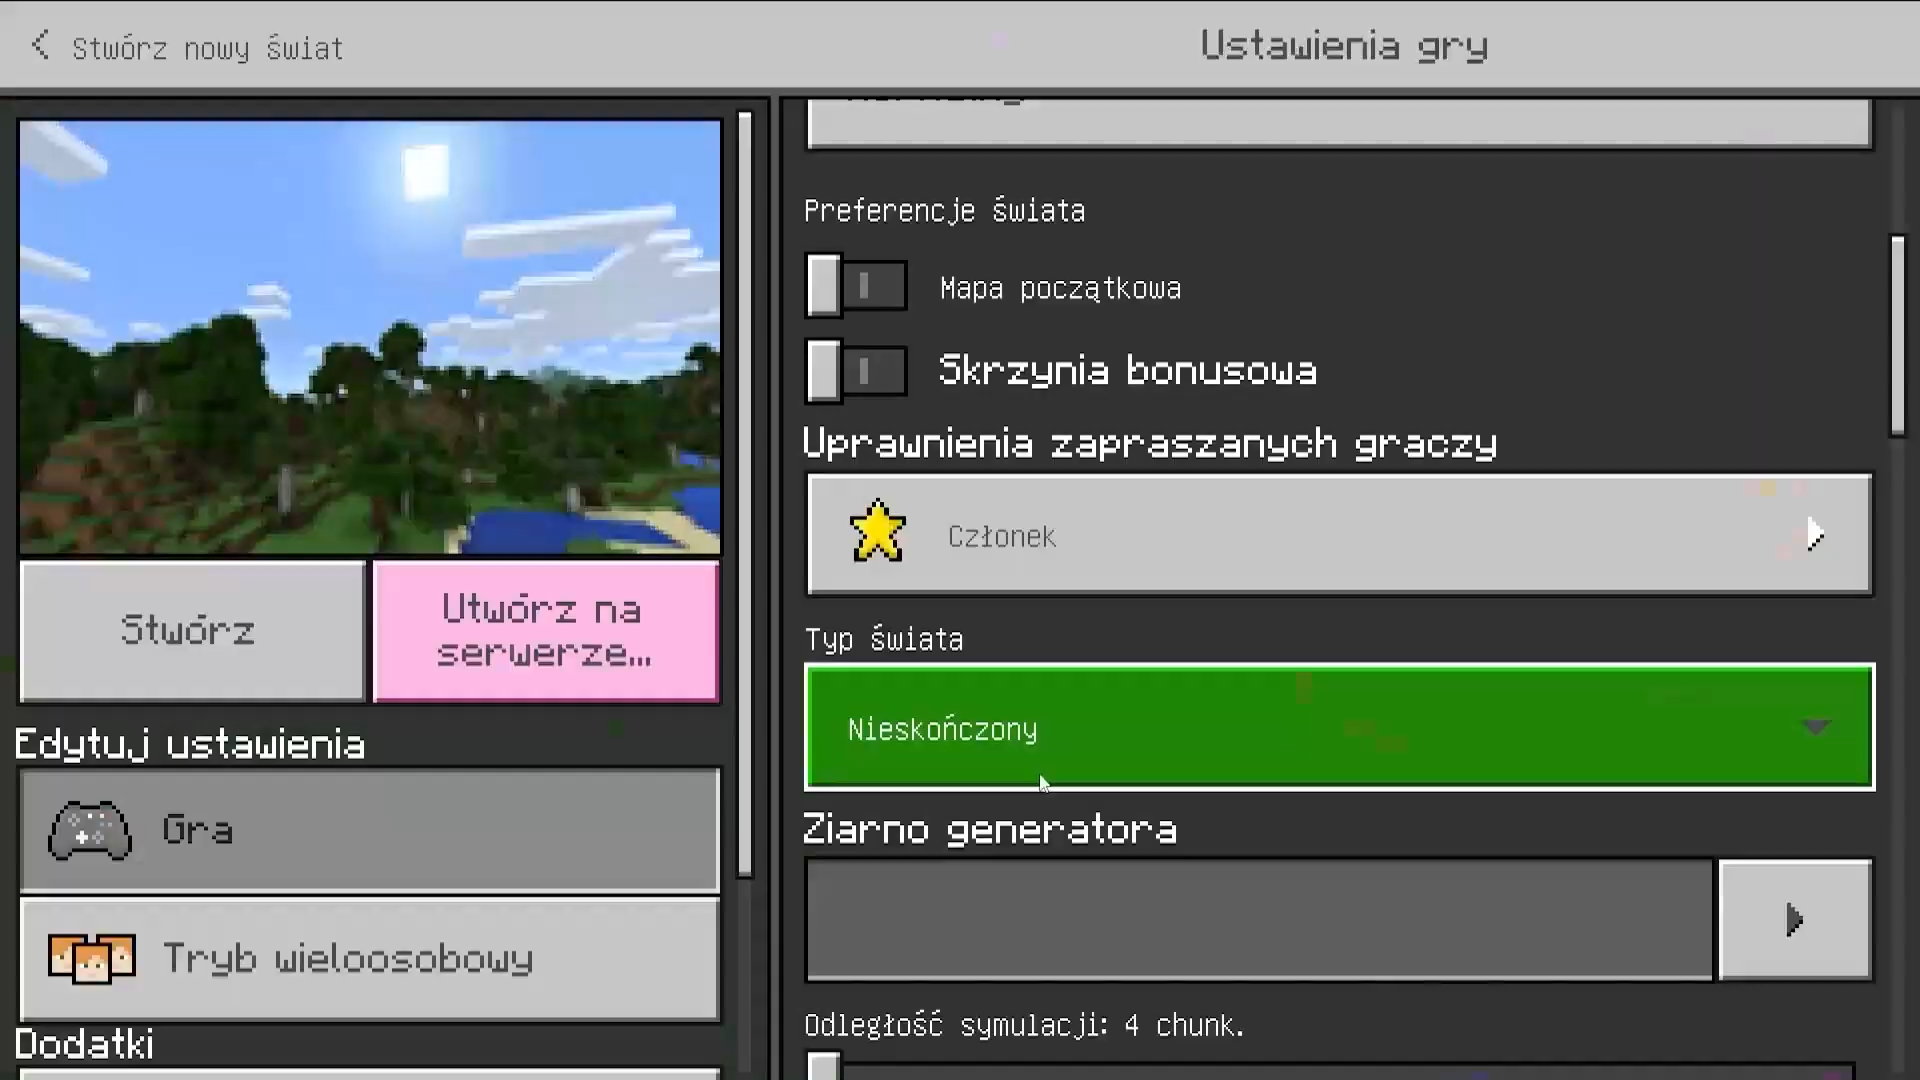 Stwórz nowy świat
Ustawienia gry
Stwórz
Utwórz na
serwerze...
Edytuj ustawienia
Gra
Tryb wieloosobowy
Dodatki
Preferencje świata
Mapa początkowa
Skrzynia bonusowa
Uprawnienia zapraszanych graczy
Członek
Typ świata
Nieskończony
Ziarno generatora
Odległość symulacji: 4 chunk.